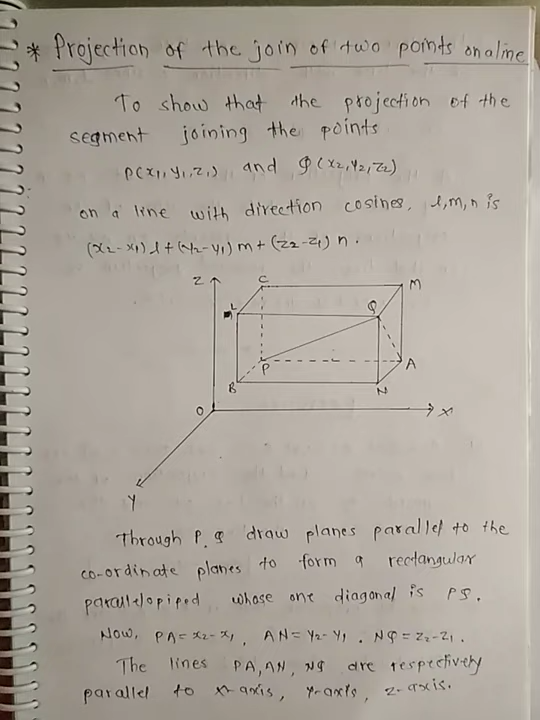 * Projection of the join of two points on a line
To show that the projection of the
segment joining the points
P(x₁, y₁, z₁) and Q(x₂, y₂, z₂)
on a line with direction cosines, l, m, n is
(x₂-x₁) l + (y₂-y₁) m + (z₂-z₁) n.
Z C M
L Q
P A
B N
O X
Y
Through P, Q draw planes parallel to the
co-ordinate planes to form a rectangular
parallelopiped whose one diagonal is PQ.
Now, PA = x₂-x₁, AN = y₂-y₁, NQ = z₂-z₁.
The lines PA, AN, NQ are respectively
parallel to x-axis, y-axis, z-axis.